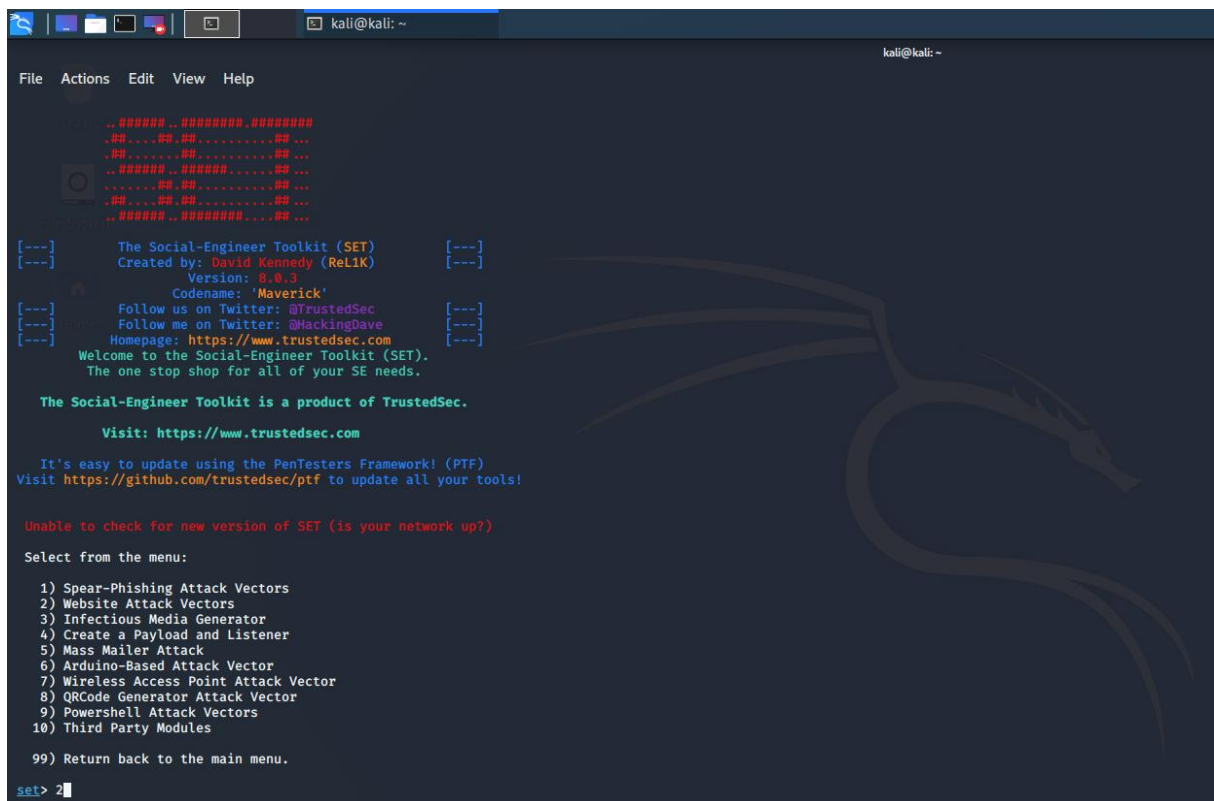 kali@kali: ~
kali@kali: ~
File Actions Edit View Help
..######..########.########
.##....##.##..........##...
.##.......##..........##...
..######..######......##...
.......##.##..........##...
.##....##.##..........##...
..######..########....##...
[---] The Social-Engineer Toolkit (SET) [---]
[---] Created by: David Kennedy (ReL1K) [---]
Version: 8.0.3
Codename: 'Maverick'
[---] Follow us on Twitter: @TrustedSec [---]
[---] Follow me on Twitter: @HackingDave [---]
[---] Homepage: https://www.trustedsec.com [---]
Welcome to the Social-Engineer Toolkit (SET).
The one stop shop for all of your SE needs.
The Social-Engineer Toolkit is a product of TrustedSec.
Visit: https://www.trustedsec.com
It's easy to update using the PenTesters Framework! (PTF)
Visit https://github.com/trustedsec/ptf to update all your tools!
Unable to check for new version of SET (is your network up?)
Select from the menu:
1) Spear-Phishing Attack Vectors
2) Website Attack Vectors
3) Infectious Media Generator
4) Create a Payload and Listener
5) Mass Mailer Attack
6) Arduino-Based Attack Vector
7) Wireless Access Point Attack Vector
8) QRCode Generator Attack Vector
9) Powershell Attack Vectors
10) Third Party Modules
99) Return back to the main menu.
set> 2